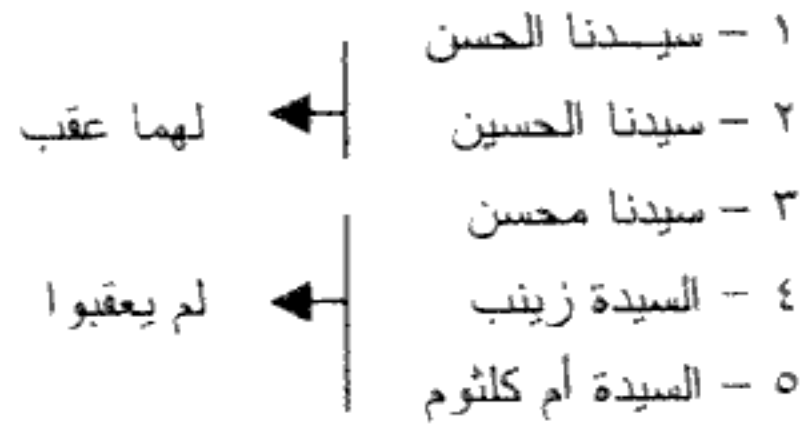 ١ – سيدنا الحسن
٢ – سيدنا الحسين
لهما عقب
٣ – سيدنا محسن
٤ – السيدة زينب
٥ – السيدة أم كلثوم
لم يعقبوا